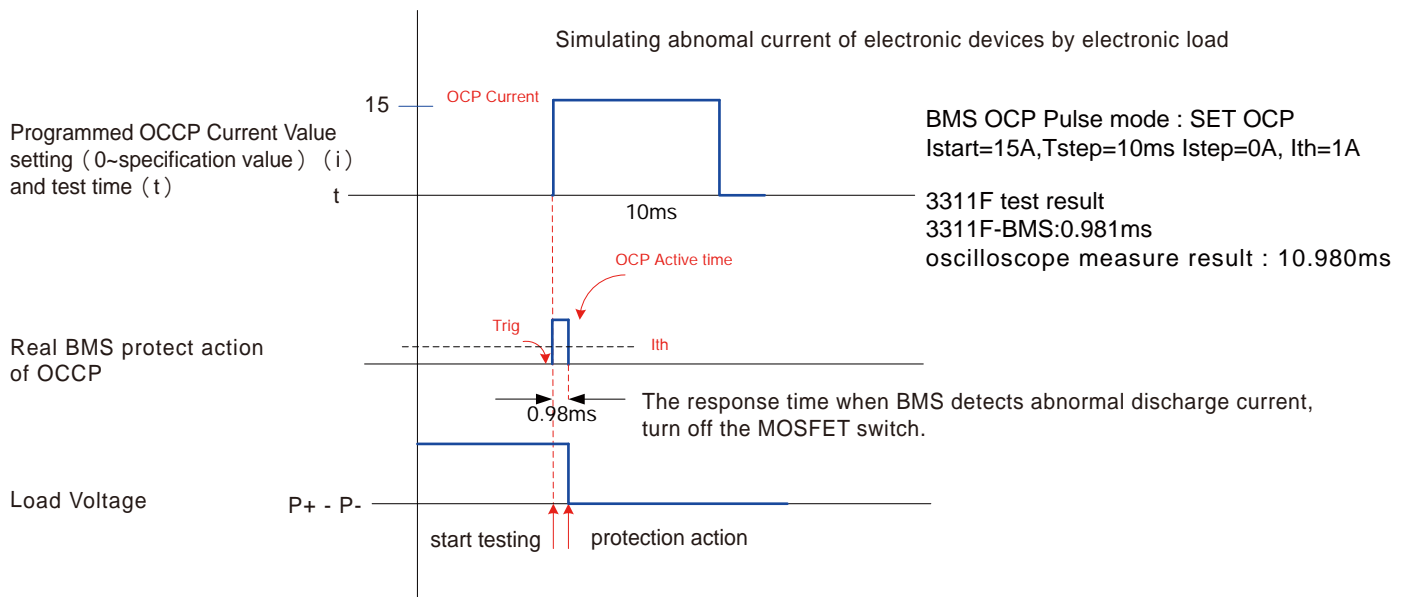 Simulating abnomal current of electronic devices by electronic load
15
OCP Current
Programmed OCCP Current Value
setting（0~specification value）（i）
and test time（t）
t
10ms
BMS OCP Pulse mode : SET OCP
Istart=15A,Tstep=10ms Istep=0A, Ith=1A
3311F test result
3311F-BMS:0.981ms
oscilloscope measure result : 10.980ms
OCP Active time
Trig
Ith
Real BMS protect action
of OCCP
0.98ms
The response time when BMS detects abnormal discharge current,
turn off the MOSFET switch.
Load Voltage
P+ - P-
start testing
protection action